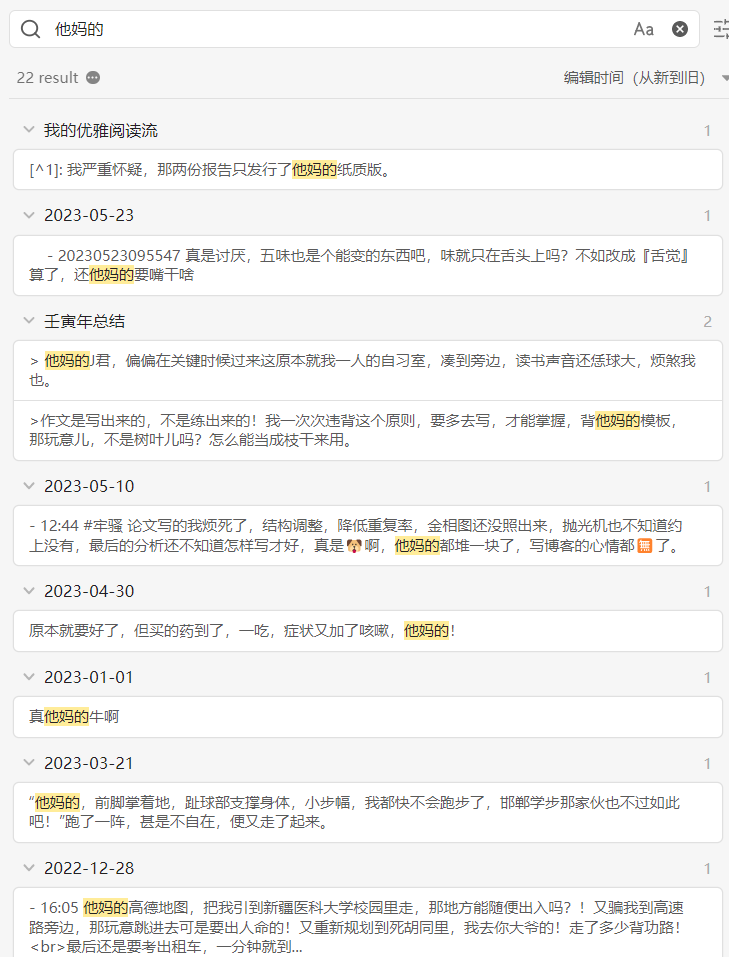 他妈的 Aa
22 result 编辑时间（从新到旧）
我的优雅阅读流 1
[^1]: 我严重怀疑，那两份报告只发行了他妈的纸质版。
2023-05-23 1
- 20230523095547 真是讨厌，五味也是个能变的东西吧，味就只在舌头上吗？不如改成『舌觉』
算了，还他妈的要嘴干啥
壬寅年总结 2
> 他妈的J君，偏偏在关键时候过来这原本就我一人的自习室，凑到旁边，读书声音还恁球大，烦煞我
也。
>作文是写出来的，不是练出来的！我一次次违背这个原则，要多去写，才能掌握，背他妈的模板，
那玩意儿，不是树叶儿吗？怎么能当成枝干来用。
2023-05-10 1
- 12:44 #牢骚 论文写的我烦死了，结构调整，降低重复率，金相图还没照出来，抛光机也不知道约
上没有，最后的分析还不知道怎样写才好，真是🐶啊，他妈的都堆一块了，写博客的心情都🈚了。
2023-04-30 1
原本就要好了，但买的药到了，一吃，症状又加了咳嗽，他妈的！
2023-01-01 1
真他妈的牛啊
2023-03-21 1
“他妈的，前脚掌着地，趾球部支撑身体，小步幅，我都快不会跑步了，邯郸学步那家伙也不过如此
吧！”跑了一阵，甚是不自在，便又走了起来。
2022-12-28 1
- 16:05 他妈的高德地图，把我引到新疆医科大学校园里走，那地方能随便出入吗？！又骗我到高速
路旁边，那玩意跳进去可是要出人命的！又重新规划到死胡同里，我去你大爷的！走了多少背功路！
<br>最后还是要考出租车，一分钟就到...